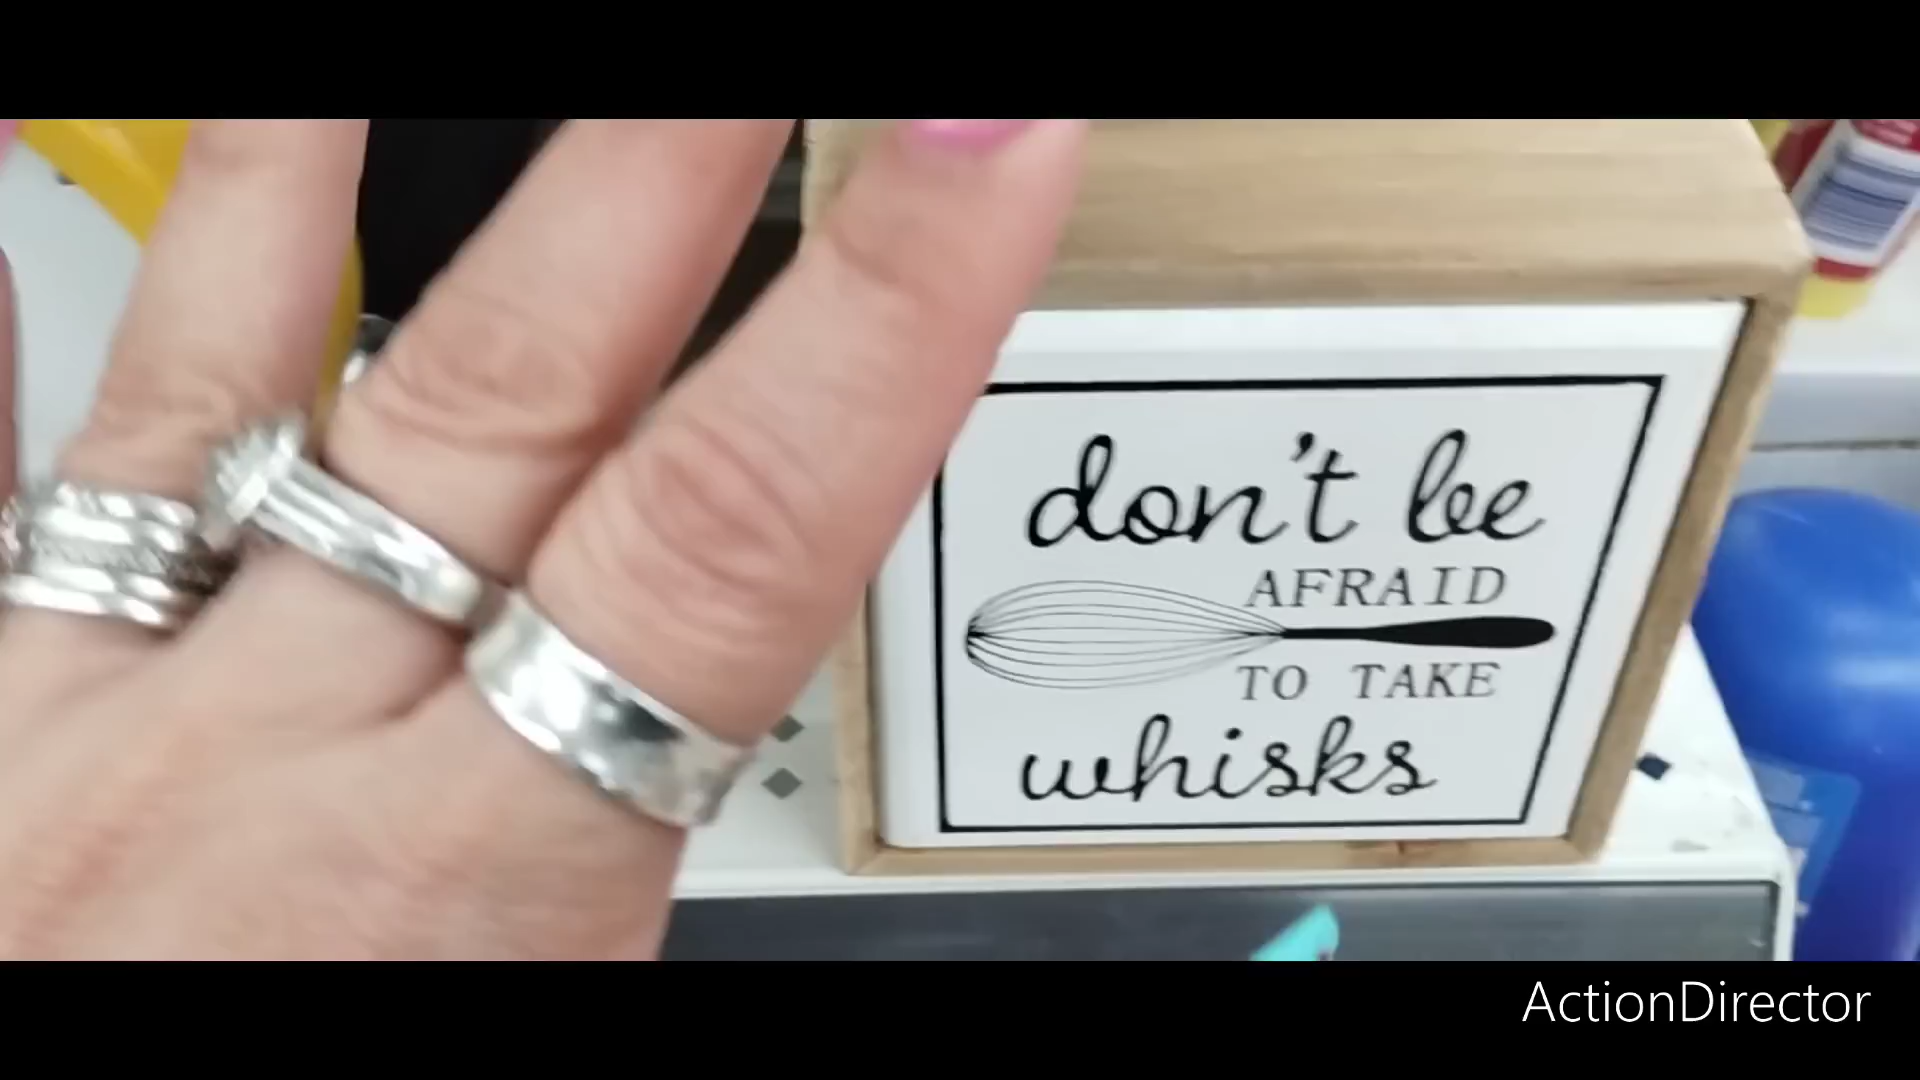 don't be
AFRAID
TO TAKE
whisks
ActionDirector